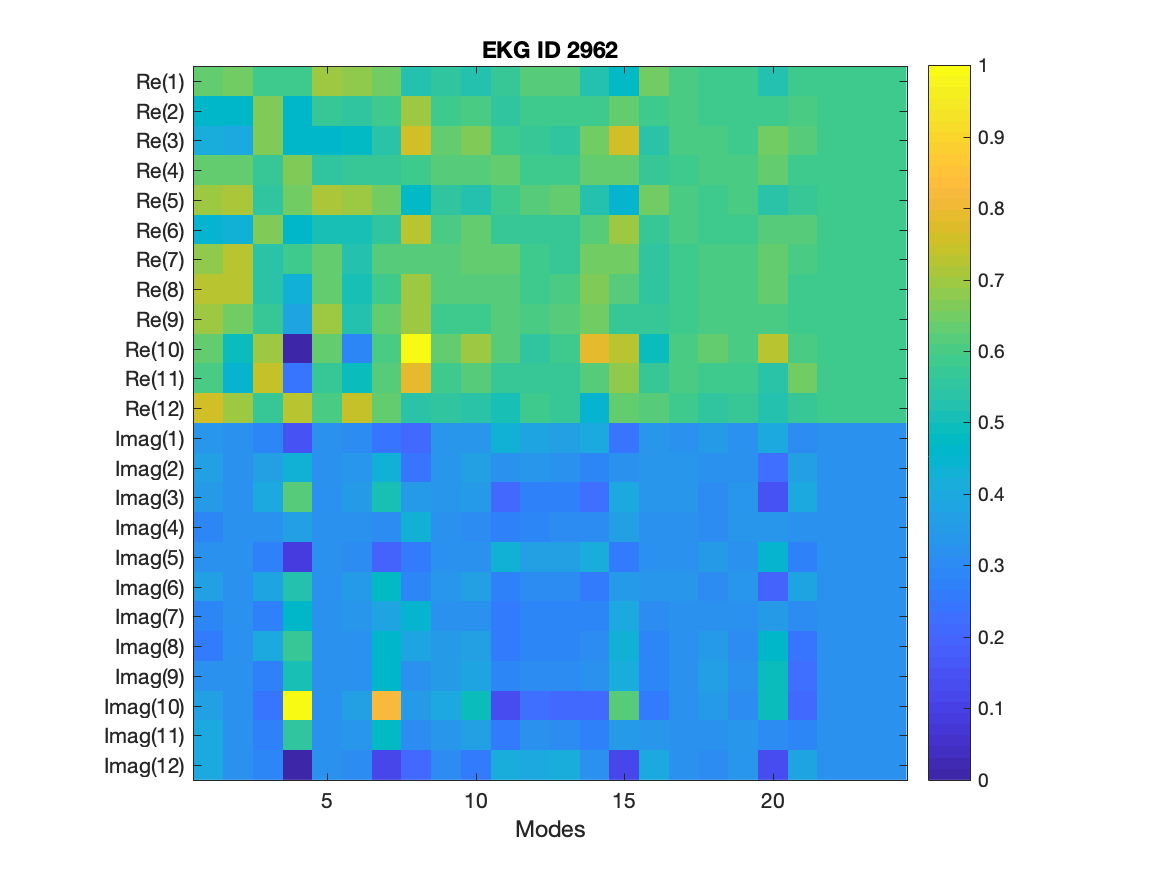 EKG ID 2962
Re(1)
Re(2)
Re(3)
Re(4)
Re(5)
Re(6)
Re(7)
Re(8)
Re(9)
Re(10)
Re(11)
Re(12)
Imag(1)
Imag(2)
Imag(3)
Imag(4)
Imag(5)
Imag(6)
Imag(7)
Imag(8)
Imag(9)
Imag(10)
Imag(11)
Imag(12)
5 10 15 20
Modes
1
0.9
0.8
0.7
0.6
0.5
0.4
0.3
0.2
0.1
0